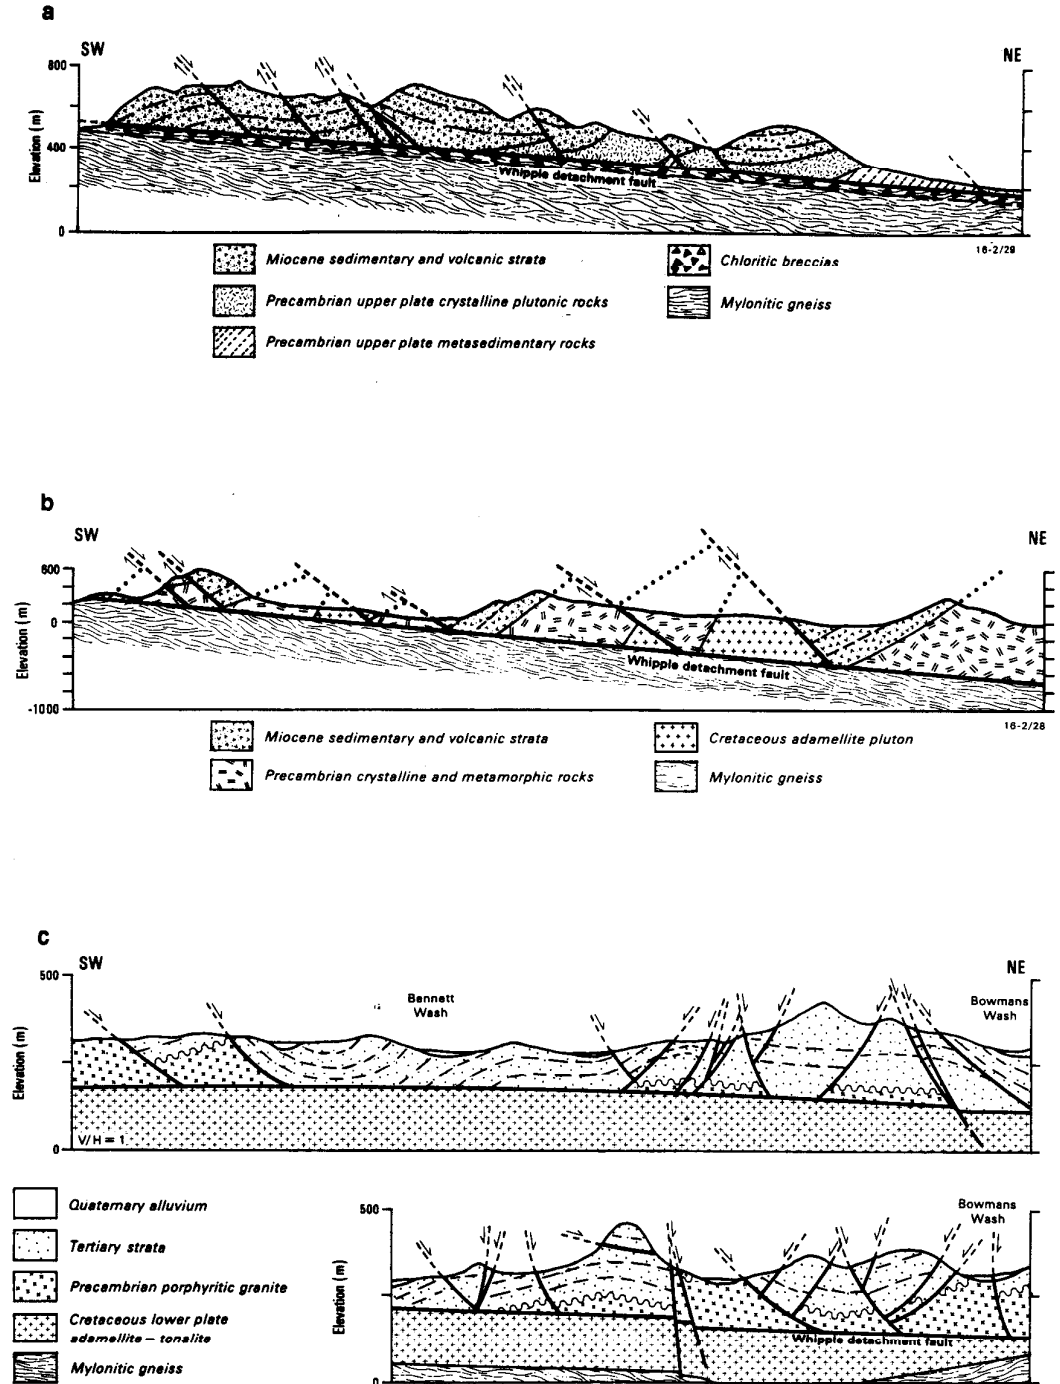 a
SW
NE
800
400
0
Elevation (m)
Whipple detachment fault
16-2/29
Miocene sedimentary and volcanic strata
Precambrian upper plate crystalline plutonic rocks
Precambrian upper plate metasedimentary rocks
Chloritic breccias
Mylonitic gneiss
b
SW
NE
600
0
-1000
Elevation (m)
Whipple detachment fault
16-2/28
Miocene sedimentary and volcanic strata
Precambrian crystalline and metamorphic rocks
Cretaceous adamellite pluton
Mylonitic gneiss
c
SW
NE
500
0
Elevation (m)
Bennett
Wash
Bowmans
Wash
V/H = 1
Quaternary alluvium
Tertiary strata
Precambrian porphyritic granite
Cretaceous lower plate
adamellite – tonalite
Mylonitic gneiss
500
0
Elevation (m)
Bowmans
Wash
Whipple detachment fault